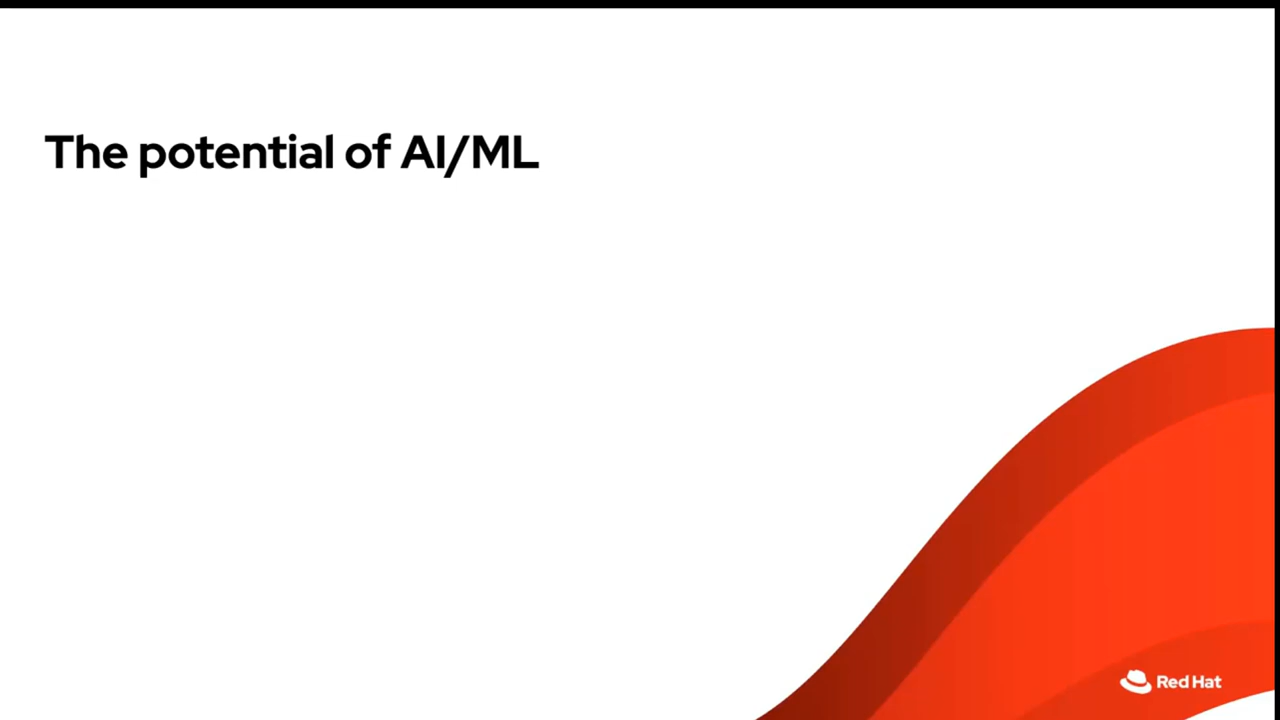 The potential of AI/ML
Red Hat